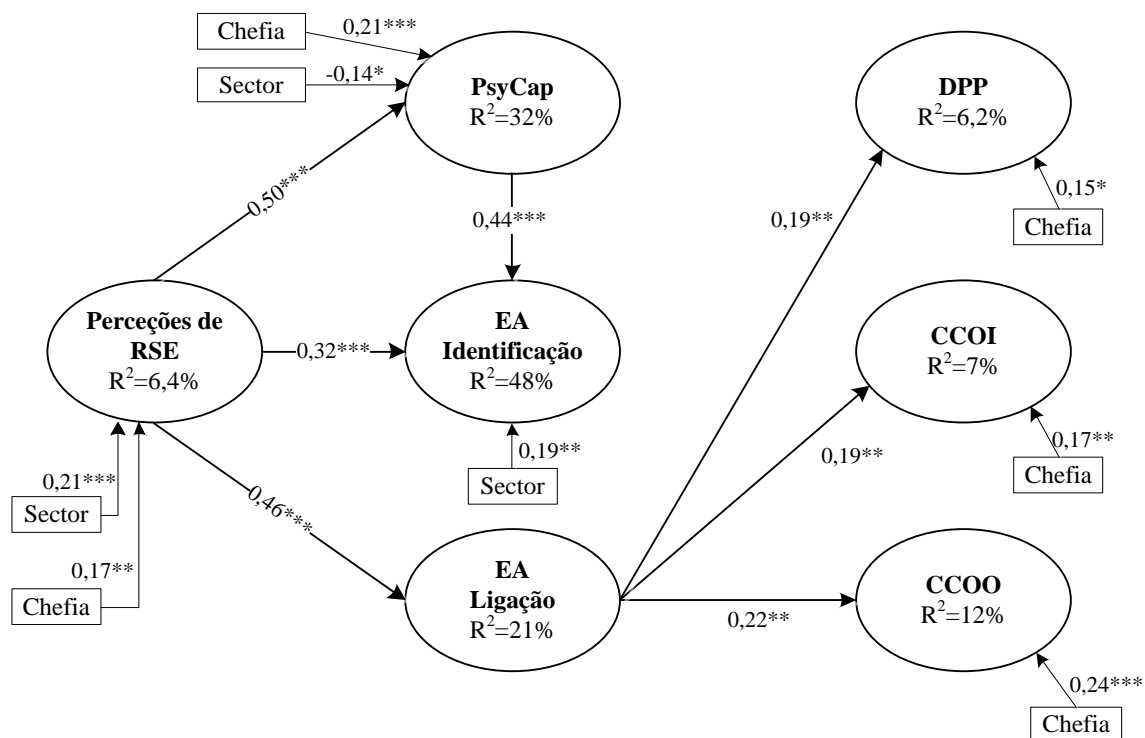 Chefia
0,21***
Sector
-0,14*
PsyCap
R²=32%
DPP
R²=6,2%
0,15*
Chefia
0,50***
0,44***
0,19**
Perceções de
RSE
R²=6,4%
0,32***
EA
Identificação
R²=48%
CCOI
R²=7%
0,19**
0,17**
Chefia
0,21***
Sector
0,19**
Sector
0,46***
0,17**
Chefia
EA
Ligação
R²=21%
0,22**
CCOO
R²=12%
0,24***
Chefia